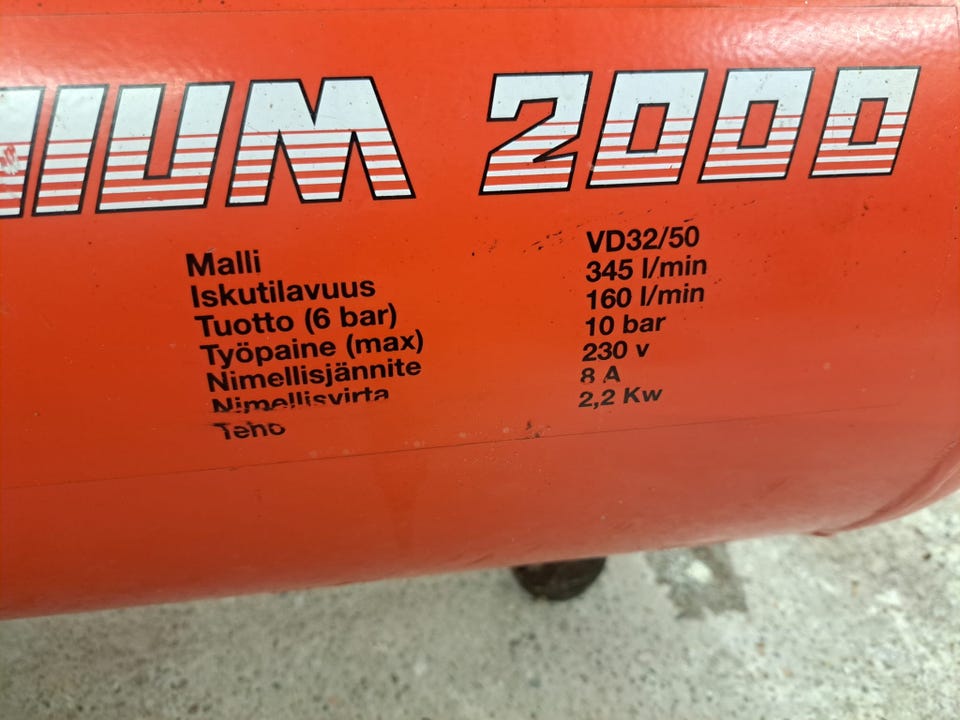 IUM 2000
Malli VD32/50
Iskutilavuus 345 l/min
Tuotto (6 bar) 160 l/min
Työpaine (max) 10 bar
Nimellisjännite 230 v
Nimellisvirta 8 A
Teho 2,2 Kw